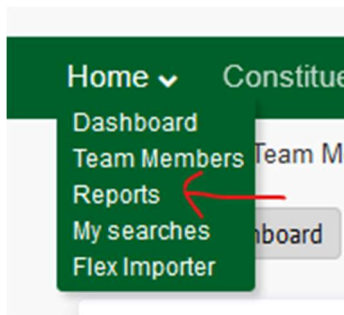 Home Constitue
Dashboard
Team Members Team M
Reports
My searches hboard
Flex Importer